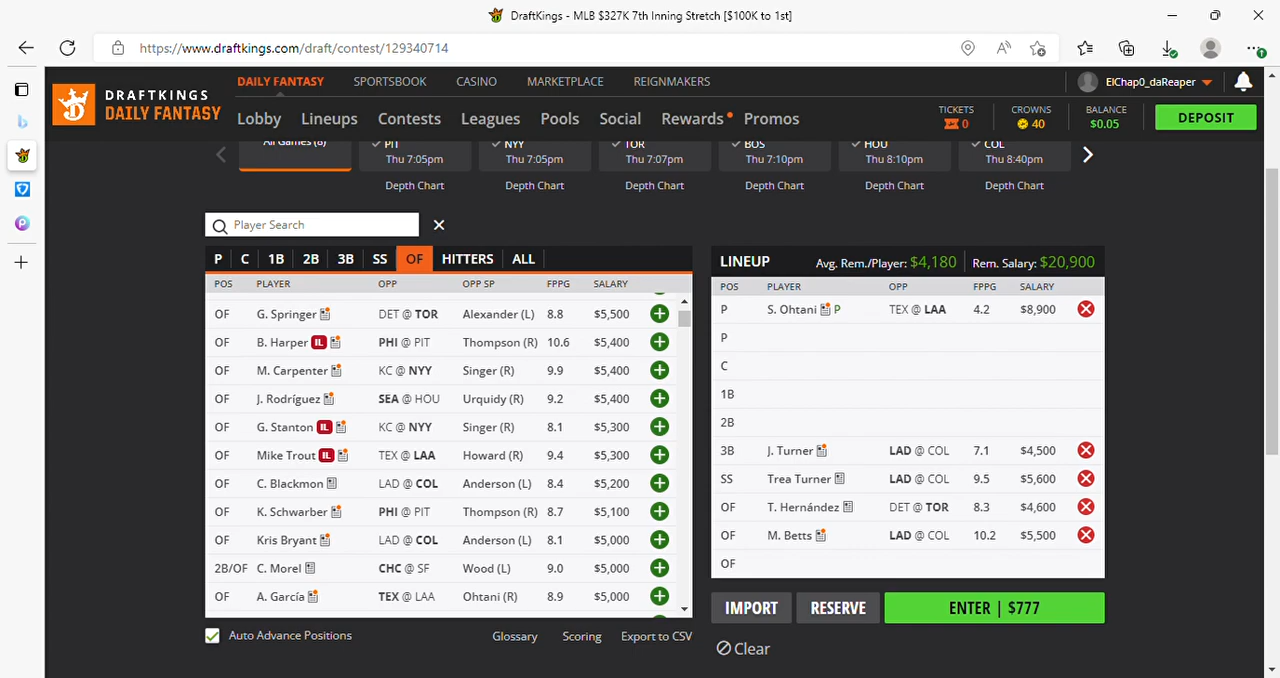 DraftKings - MLB $327K 7th Inning Stretch [$100K to 1st]
https://www.draftkings.com/draft/contest/129340714
DRAFTKINGS
DAILY FANTASY
DAILY FANTASY SPORTSBOOK CASINO MARKETPLACE REIGNMAKERS
ElChap0_daReaper
Lobby Lineups Contests Leagues Pools Social Rewards Promos
TICKETS 0
CROWNS 40
BALANCE $0.05
DEPOSIT
All Games (8) PIT NYY TOR BOS HOU COL
Thu 7:05pm Thu 7:05pm Thu 7:07pm Thu 7:10pm Thu 8:10pm Thu 8:40pm
Depth Chart Depth Chart Depth Chart Depth Chart Depth Chart Depth Chart
Player Search
P C 1B 2B 3B SS OF HITTERS ALL
POS PLAYER OPP OPP SP FPPG SALARY
OF G. Springer DET @ TOR Alexander (L) 8.8 $5,500
OF B. Harper IL PHI @ PIT Thompson (R) 10.6 $5,400
OF M. Carpenter KC @ NYY Singer (R) 9.9 $5,400
OF J. Rodríguez SEA @ HOU Urquidy (R) 9.2 $5,400
OF G. Stanton IL KC @ NYY Singer (R) 8.1 $5,300
OF Mike Trout IL TEX @ LAA Howard (R) 9.4 $5,300
OF C. Blackmon LAD @ COL Anderson (L) 8.4 $5,200
OF K. Schwarber PHI @ PIT Thompson (R) 8.7 $5,100
OF Kris Bryant LAD @ COL Anderson (L) 8.1 $5,000
2B/OF C. Morel CHC @ SF Wood (L) 9.0 $5,000
OF A. García TEX @ LAA Ohtani (R) 8.9 $5,000
Auto Advance Positions
Glossary Scoring Export to CSV
LINEUP Avg. Rem./Player: $4,180 Rem. Salary: $20,900
POS PLAYER OPP FPPG SALARY
P S. Ohtani P TEX @ LAA 4.2 $8,900
P
C
1B
2B
3B J. Turner LAD @ COL 7.1 $4,500
SS Trea Turner LAD @ COL 9.5 $5,600
OF T. Hernández DET @ TOR 8.3 $4,600
OF M. Betts LAD @ COL 10.2 $5,500
OF
IMPORT RESERVE ENTER | $777
Clear